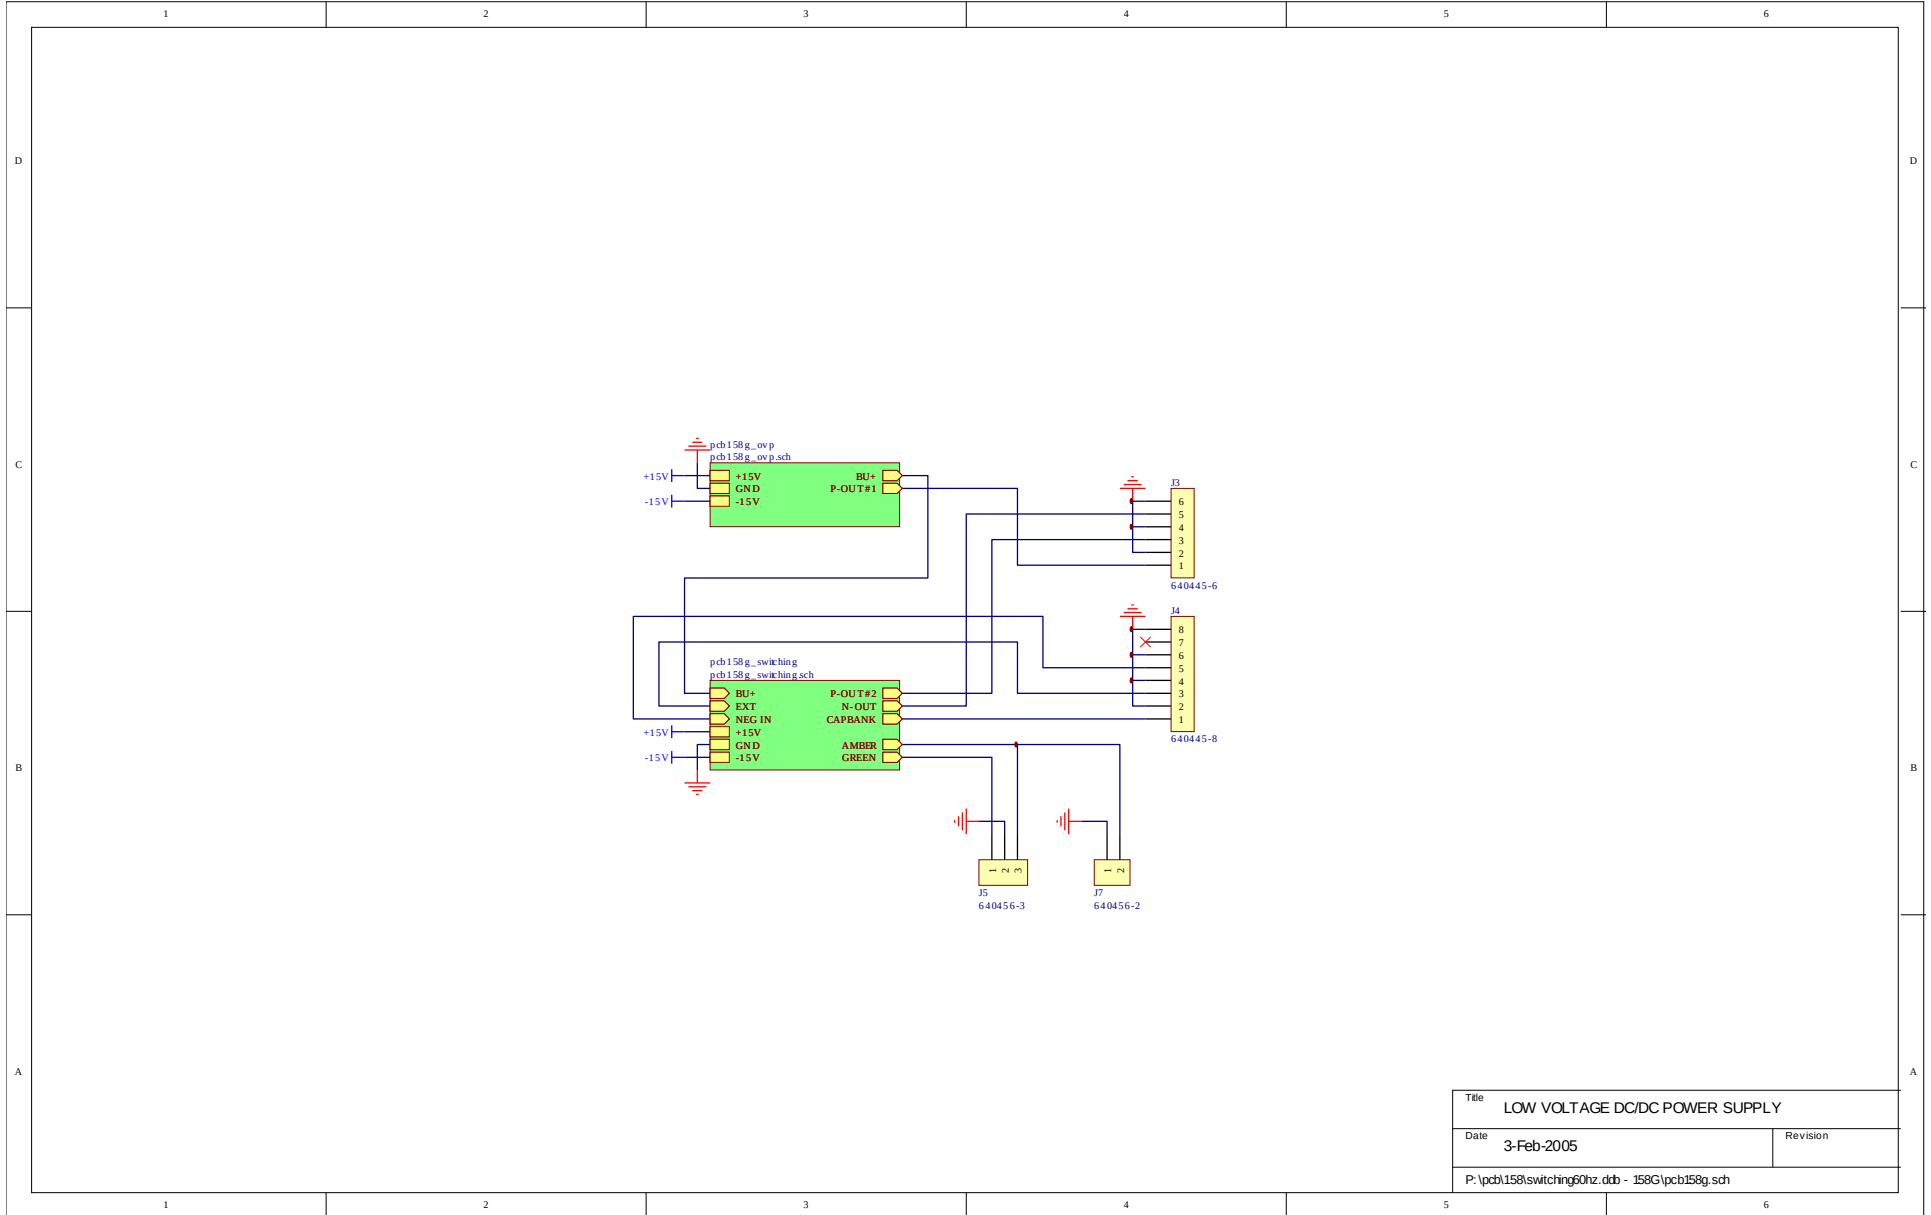 1 2 3 4 5 6
D D
C C
B B
A A
pcb158g_ovp
pcb158g_ovp.sch
+15V
-15V
+15V BU+
GND P-OUT#1
-15V
J3
6
5
4
3
2
1
640445-6
J4
8
7
6
5
4
3
2
1
640445-8
pcb158g_switching
pcb158g_switching.sch
BU+ P-OUT#2
EXT N-OUT
NEG IN CAPBANK
+15V +15V
GND AMBER
-15V -15V GREEN
1 2 3
J5
640456-3
1 2
J7
640456-2
Title LOW VOLTAGE DC/DC POWER SUPPLY
Date 3-Feb-2005 Revision
P:\pcb\158\switching60hz.ddb - 158G\pcb158g.sch
1 2 3 4 5 6